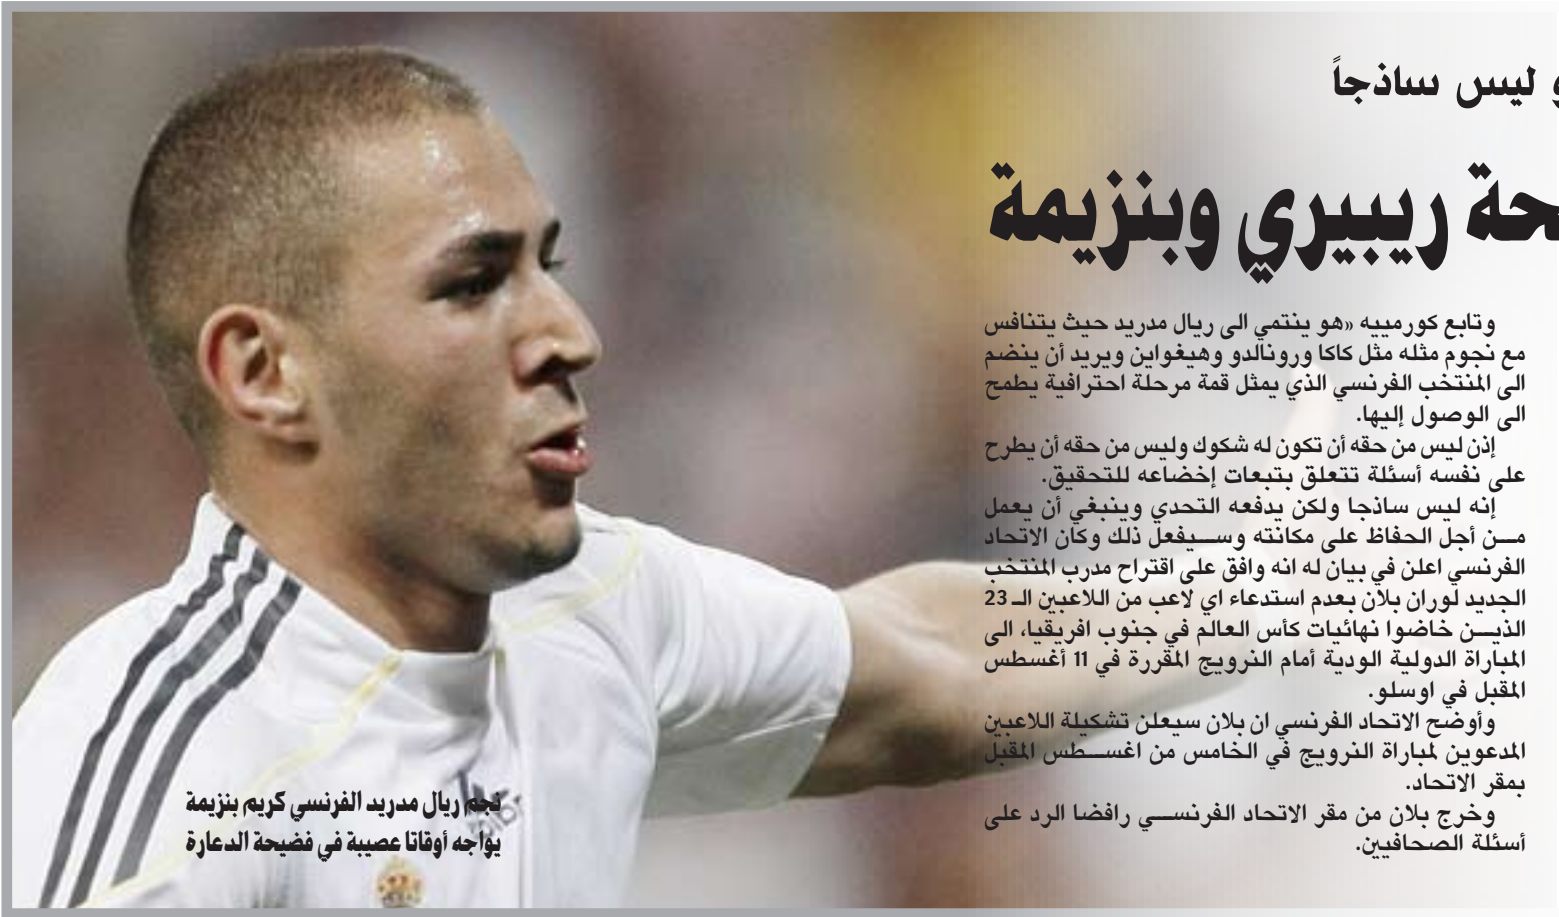 ليس ساذجاً
ريبيري وبنزيمة
وتابع كورمييه «هو ينتمي الى ريال مدريد حيث يتنافس
مع نجوم مثله مثل كاكا ورونالدو وهيغواين ويريد أن ينضم
الى المنتخب الفرنسي الذي يمثل قمة مرحلة احترافية يطمح
الى الوصول إليها.
إذن ليس من حقه أن تكون له شكوك وليس من حقه أن يطرح
على نفسه أسئلة تتعلق بتبعات إخضاعه للتحقيق.
إنه ليس ساذجا ولكن يدفعه التحدي وينبغي أن يعمل
مـــن أجل الحفاظ على مكانته وســـيفعل ذلك وكان الاتحاد
الفرنسي اعلن في بيان له انه وافق على اقتراح مدرب المنتخب
الجديد لوران بلان بعدم استدعاء اي لاعب من اللاعبين الـ 23
الذيـــن خاضوا نهائيات كأس العالم في جنوب افريقيا، الى
المباراة الدولية الودية أمام النرويج المقررة في 11 أغسطس
المقبل في اوسلو.
وأوضح الاتحاد الفرنسي ان بلان سيعلن تشكيلة اللاعبين
المدعوين لمباراة النرويج في الخامس من اغســـطس المقبل
بمقر الاتحاد.
وخرج بلان من مقر الاتحاد الفرنســـي رافضا الرد على
أسئلة الصحافيين.
نجم ريال مدريد الفرنسي كريم بنزيمة
يواجه أوقاتا عصيبة في فضيحة الدعارة